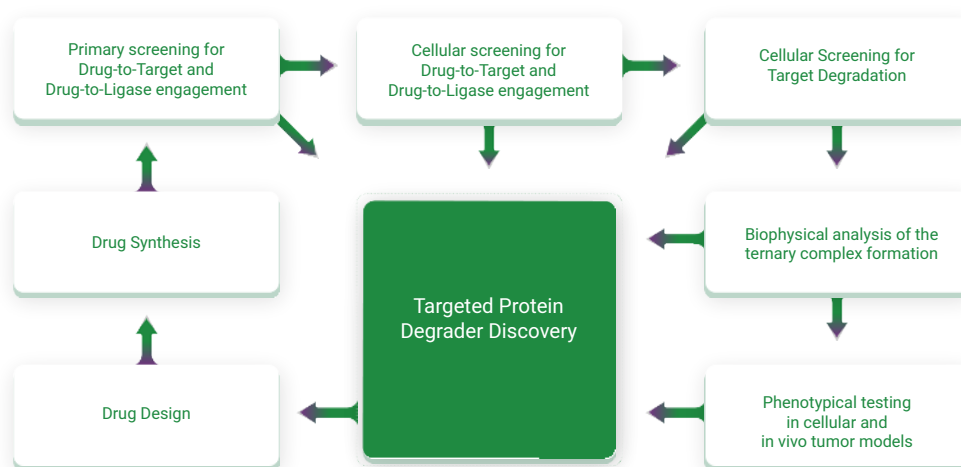 Primary screening for
Drug-to-Target and
Drug-to-Ligase engagement
Cellular screening for
Drug-to-Target and
Drug-to-Ligase engagement
Cellular Screening for
Target Degradation
Drug Synthesis
Targeted Protein
Degrader Discovery
Biophysical analysis of the
ternary complex formation
Drug Design
Phenotypical testing
in cellular and
in vivo tumor models